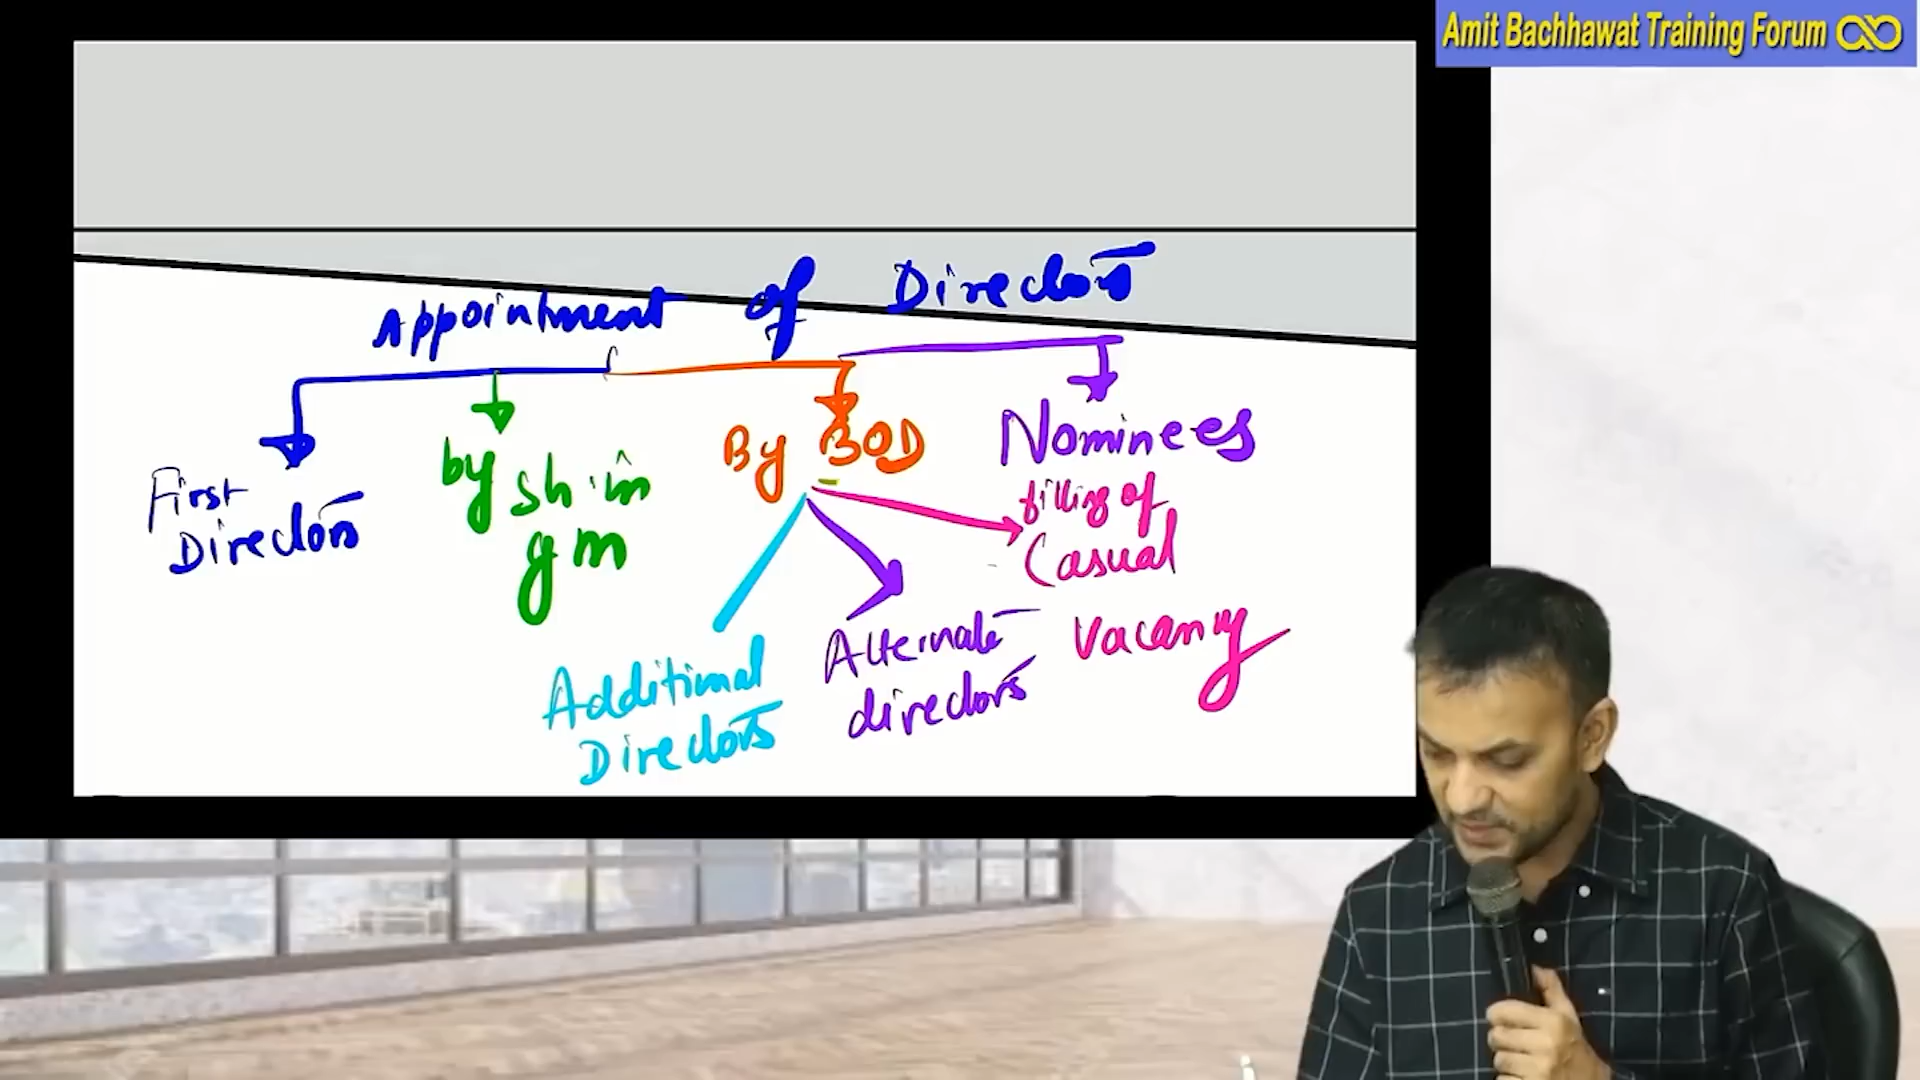 Amit Bachhawat Training Forum
Appointment of Directors
First
Directors
by Sh. in
gm
By BOD
Nominees
filling of
Casual
Vacancy
Additional
Directors
Alternate
directors